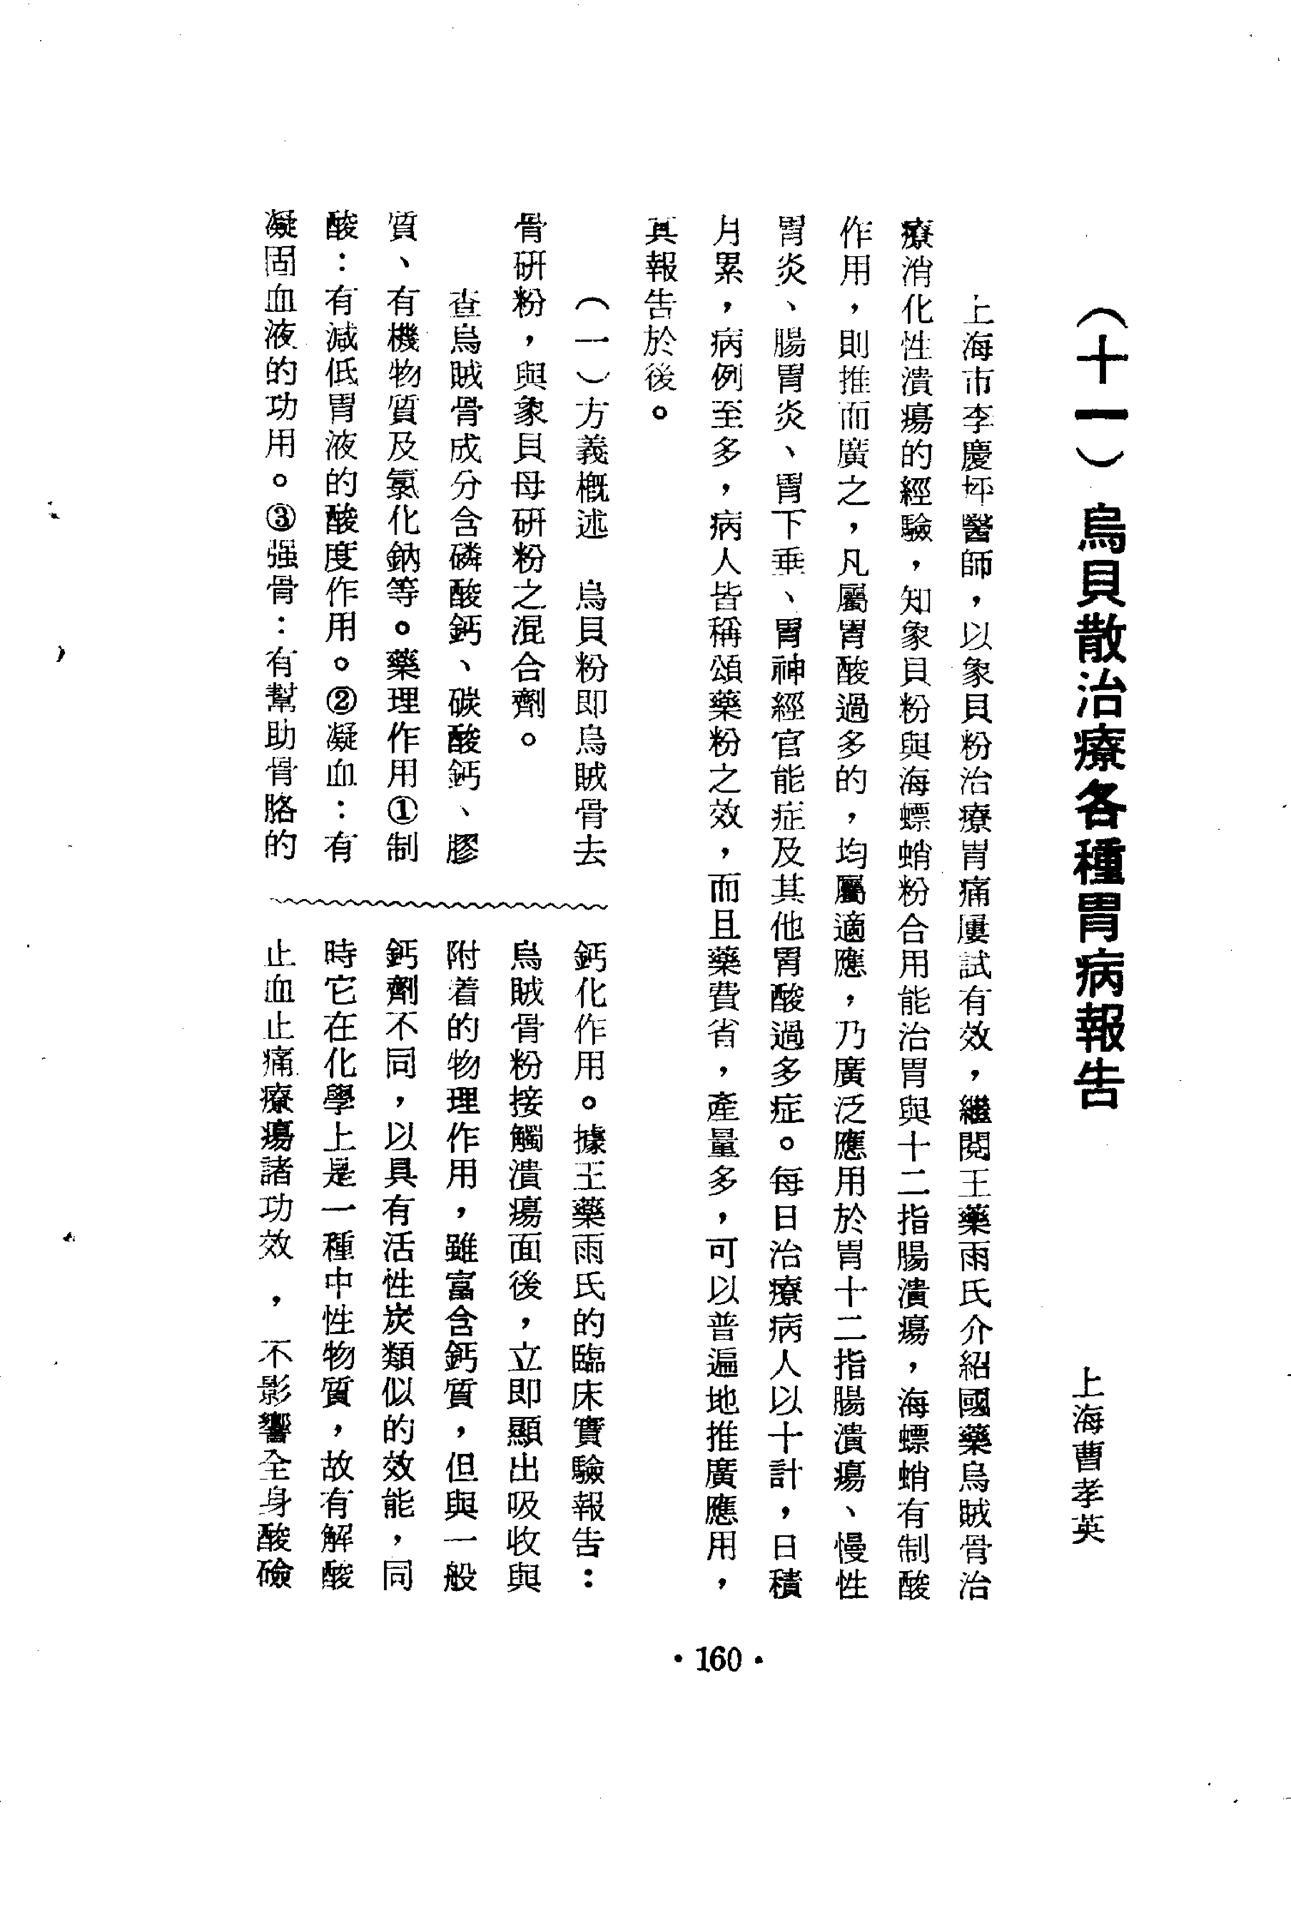 （十一）烏貝散治療各種胃病報告
上海曹孝英
上海市李慶坪醫師，以象貝粉治療胃痛屢試有效，繼閱王藥雨氏介紹國藥烏賊骨治
療消化性潰瘍的經驗，知象貝粉與海螵蛸粉合用能治胃與十二指腸潰瘍，海螵蛸有制酸
作用，則推而廣之，凡屬胃酸過多的，均屬適應，乃廣泛應用於胃十二指腸潰瘍、慢性
胃炎、腸胃炎、胃下垂、胃神經官能症及其他胃酸過多症。每日治療病人以十計，日積
月累，病例至多，病人皆稱頌藥粉之效，而且藥費省，產量多，可以普遍地推廣應用，
眞報告於後。
（一）方義概述　烏貝粉即烏賊骨去
骨研粉，與象貝母研粉之混合劑。
查烏賊骨成分含磷酸鈣、碳酸鈣、膠
質、有機物質及氯化鈉等。藥理作用①制
酸：有減低胃液的酸度作用。②凝血：有
凝固血液的功用。③强骨：有幫助骨胳的
鈣化作用。據王藥雨氏的臨床實驗報告：
烏賊骨粉接觸潰瘍面後，立即顯出吸收與
附着的物理作用，雖富含鈣質，但與一般
鈣劑不同，以具有活性炭類似的效能，同
時它在化學上是一種中性物質，故有解酸
止血止痛療瘍諸功效，不影響全身酸鹼
·160·